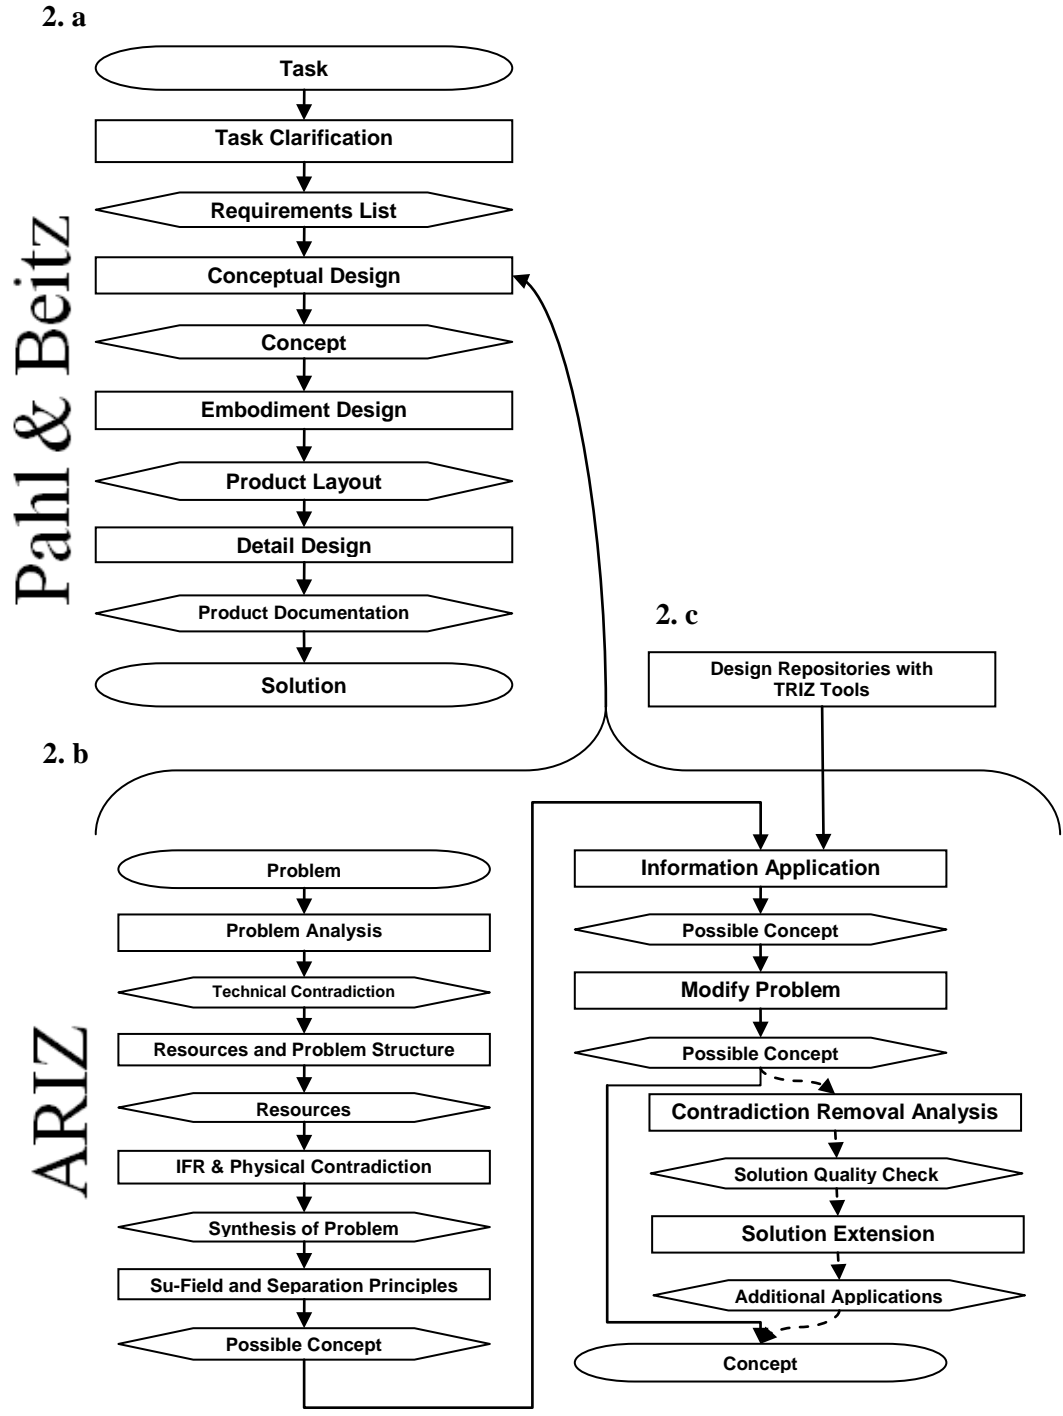 2. a
Pahl & Beitz
Task
Task Clarification
Requirements List
Conceptual Design
Concept
Embodiment Design
Product Layout
Detail Design
Product Documentation
Solution
2. c
Design Repositories with
TRIZ Tools
2. b
ARIZ
Problem
Problem Analysis
Technical Contradiction
Resources and Problem Structure
Resources
IFR & Physical Contradiction
Synthesis of Problem
Su-Field and Separation Principles
Possible Concept
Information Application
Possible Concept
Modify Problem
Possible Concept
Contradiction Removal Analysis
Solution Quality Check
Solution Extension
Additional Applications
Concept